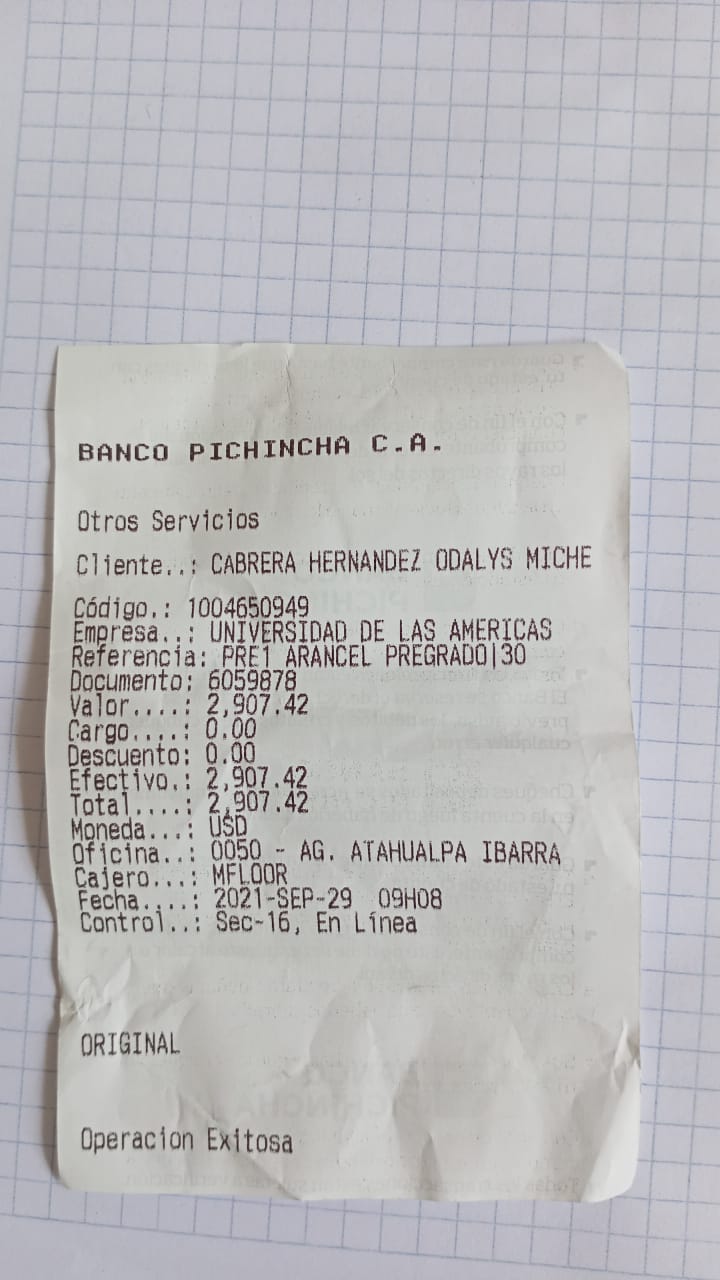 BANCO PICHINCHA C.A.
Otros Servicios
Cliente..: CABRERA HERNANDEZ ODALYS MICHE
Código.: 1004650949
Empresa..: UNIVERSIDAD DE LAS AMERICAS
Referencia: PRE1 ARANCEL PREGRADO|30
Documento: 6059878
Valor....: 2,907.42
Cargo....: 0.00
Descuento: 0.00
Efectivo.: 2,907.42
Total....: 2,907.42
Moneda...: USD
Oficina..: 0050 - AG. ATAHUALPA IBARRA
Cajero...: MFLOOR
Fecha....: 2021-SEP-29 09H08
Control..: Sec-16, En Línea
ORIGINAL
Operacion Exitosa